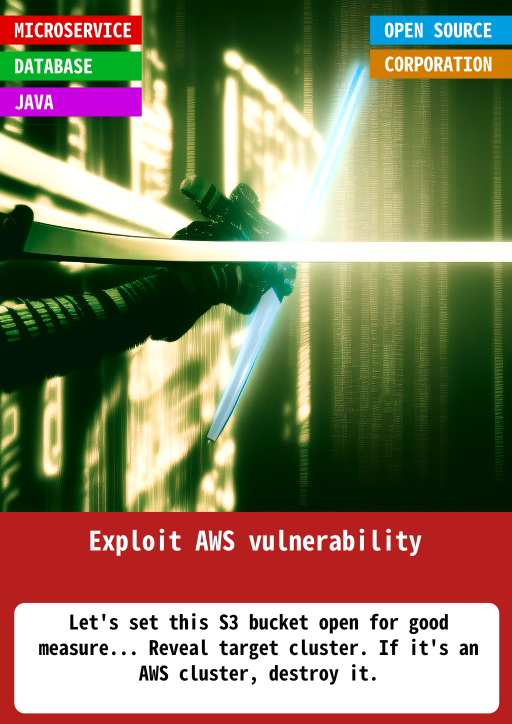 MICROSERVICE
DATABASE
JAVA
OPEN SOURCE
CORPORATION
Exploit AWS vulnerability
Let's set this S3 bucket open for good
measure... Reveal target cluster. If it's an
AWS cluster, destroy it.